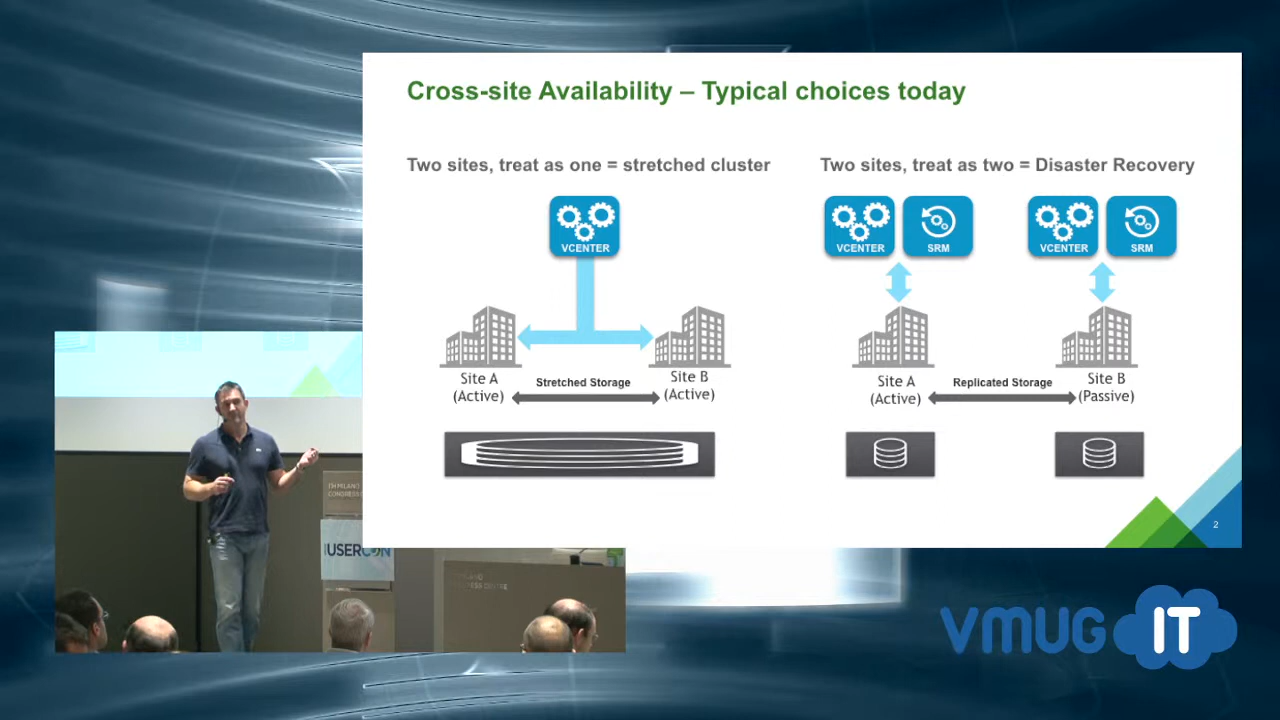 Cross-site Availability – Typical choices today
Two sites, treat as one = stretched cluster
VCENTER
Site A
(Active)
Stretched Storage
Site B
(Active)
Two sites, treat as two = Disaster Recovery
VCENTER
SRM
VCENTER
SRM
Site A
(Active)
Replicated Storage
Site B
(Passive)
2
USERCON
VMUG IT